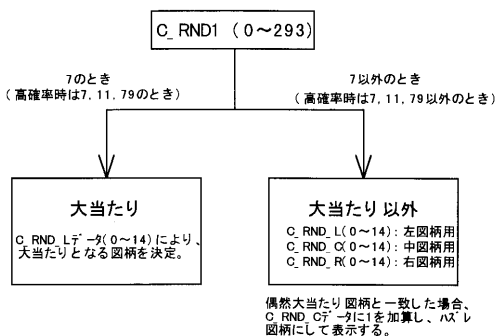 C_RND1 (0～293)
7のとき
(高確率時は7,11,79のとき)
7以外のとき
(高確率時は7,11,79以外のとき)
大当たり
C_RND_Lデータ(0～14)により、
大当たりとなる図柄を決定。
大当たり以外
C_RND_L(0～14):左図柄用
C_RND_C(0～14):中図柄用
C_RND_R(0～14):右図柄用
偶然大当たり図柄と一致した場合、
C_RND_Cデータに1を加算し、ハズレ
図柄にして表示する。